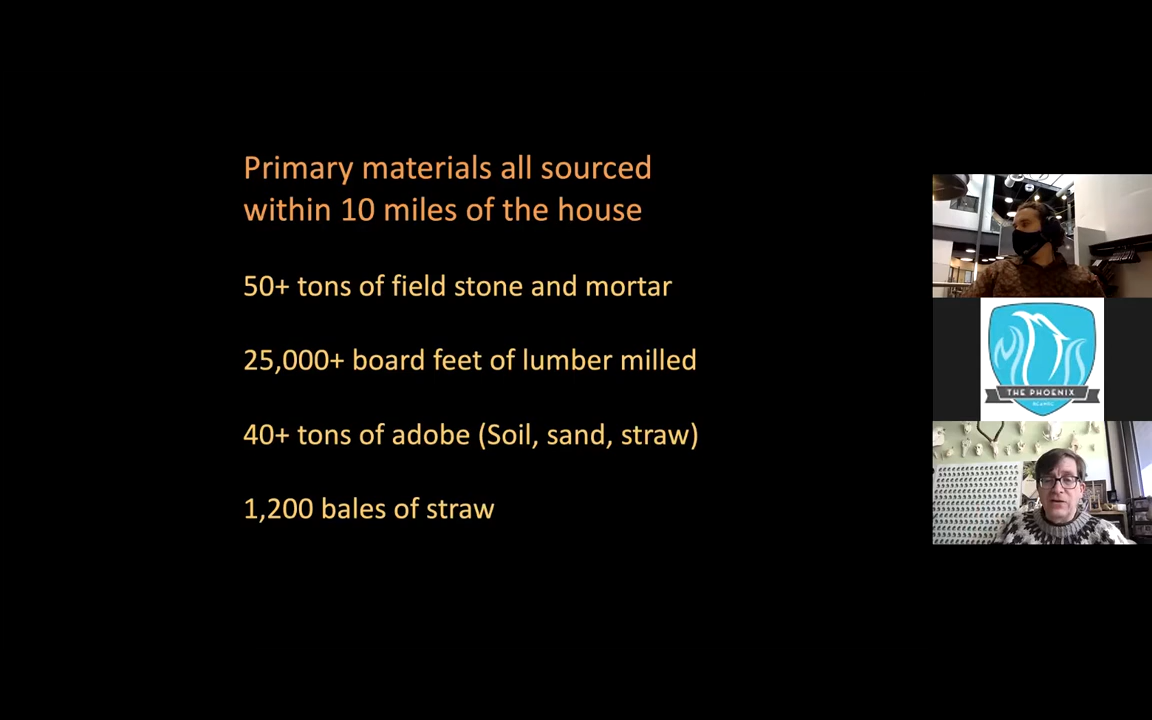 Primary materials all sourced
within 10 miles of the house
50+ tons of field stone and mortar
25,000+ board feet of lumber milled
40+ tons of adobe (Soil, sand, straw)
1,200 bales of straw
THE PHOENIX